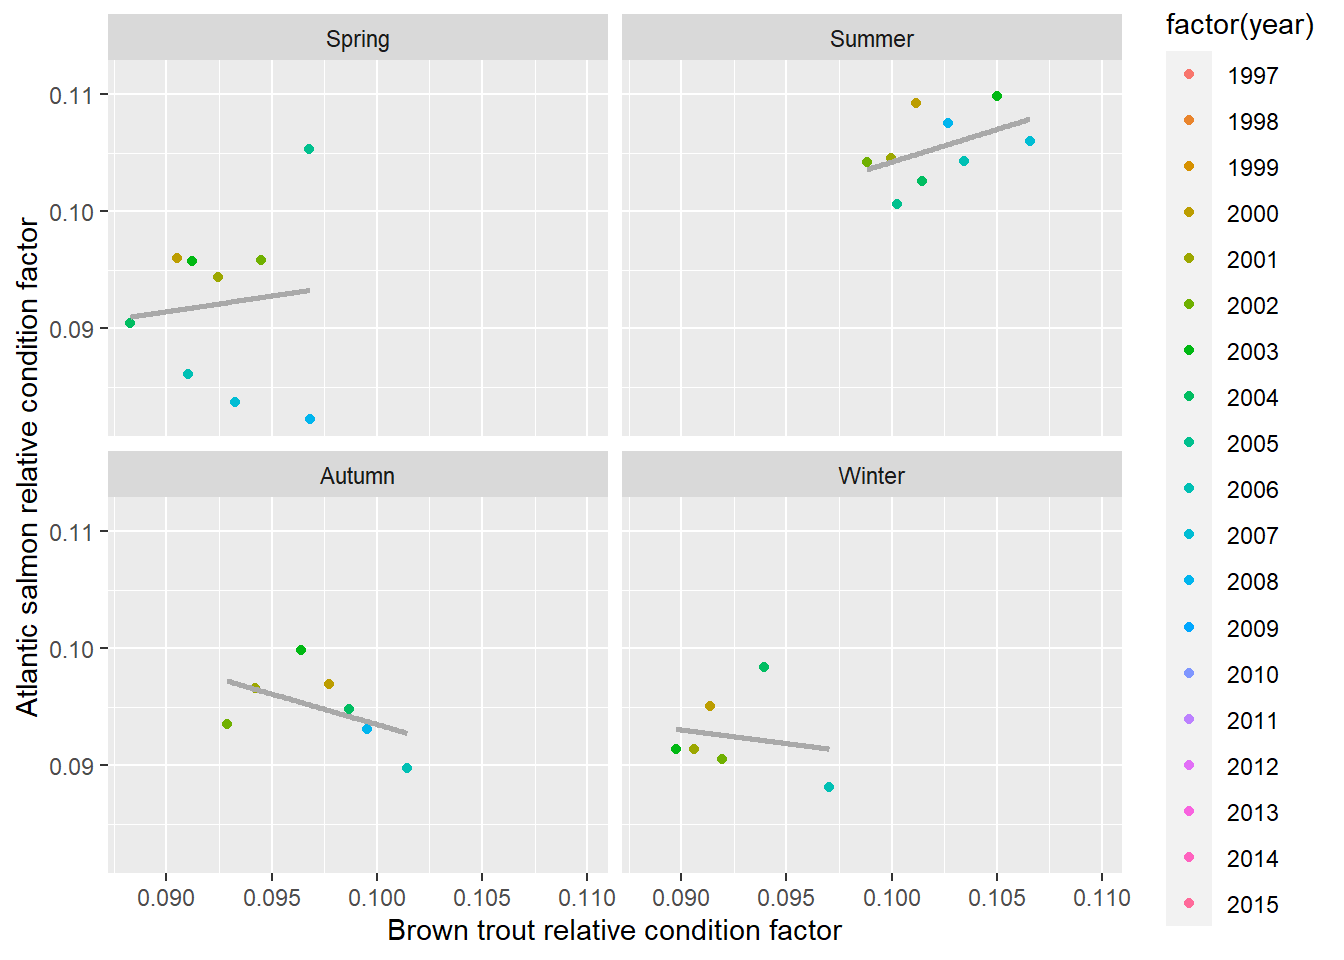 Spring
Summer
factor(year)
1997
1998
1999
2000
2001
2002
2003
2004
2005
2006
2007
2008
2009
2010
2011
2012
2013
2014
2015
0.11
0.10
0.09
Autumn
Winter
0.11
0.10
0.09
0.090 0.095 0.100 0.105 0.110
0.090 0.095 0.100 0.105 0.110
Brown trout relative condition factor
Atlantic salmon relative condition factor